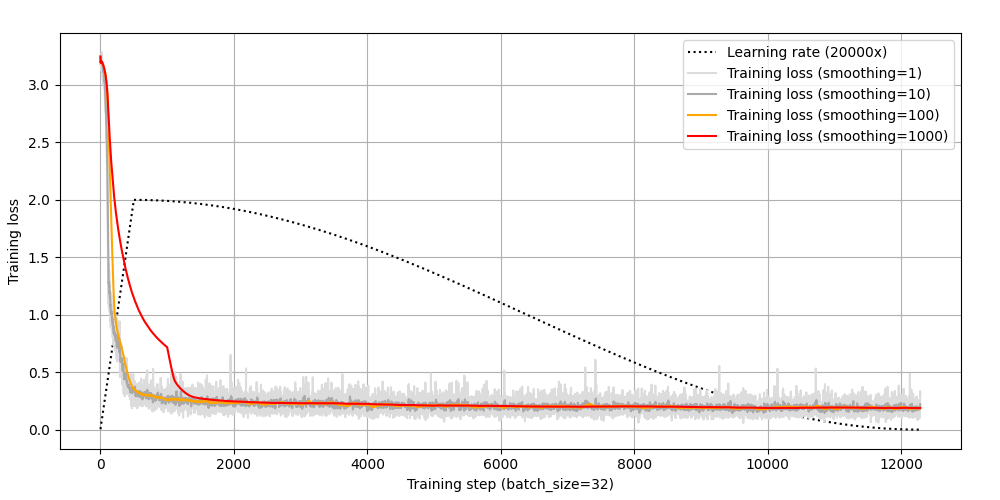 Learning rate (20000x)
Training loss (smoothing=1)
Training loss (smoothing=10)
Training loss (smoothing=100)
Training loss (smoothing=1000)
Training loss
3.0
2.5
2.0
1.5
1.0
0.5
0.0
0 2000 4000 6000 8000 10000 12000
Training step (batch_size=32)